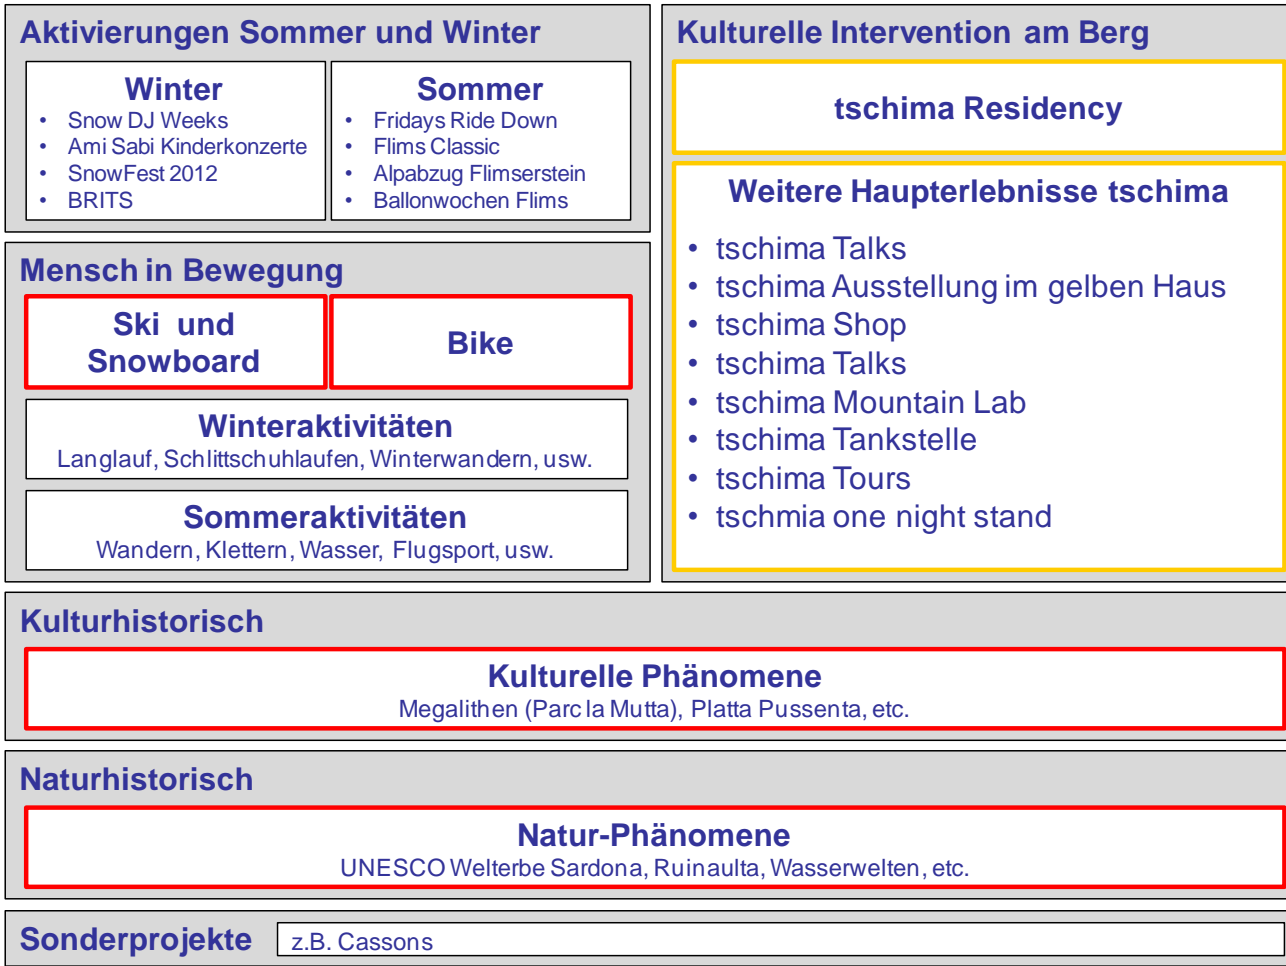 Aktivierungen Sommer und Winter
Winter
• Snow DJ Weeks
• Ami Sabi Kinderkonzerte
• SnowFest 2012
• BRITS
Sommer
• Fridays Ride Down
• Flims Classic
• Alpabzug Flimserstein
• Ballonwochen Flims
Mensch in Bewegung
Ski und
Snowboard
Bike
Winteraktivitäten
Langlauf, Schlittschuhlaufen, Winterwandern, usw.
Sommeraktivitäten
Wandern, Klettern, Wasser, Flugsport, usw.
Kulturelle Intervention am Berg
tschima Residency
Weitere Haupterlebnisse tschima
• tschima Talks
• tschima Ausstellung im gelben Haus
• tschima Shop
• tschima Talks
• tschima Mountain Lab
• tschima Tankstelle
• tschima Tours
• tschmia one night stand
Kulturhistorisch
Kulturelle Phänomene
Megalithen (Parc la Mutta), Platta Pussenta, etc.
Naturhistorisch
Natur-Phänomene
UNESCO Welterbe Sardona, Ruinaulta, Wasserwelten, etc.
Sonderprojekte
z.B. Cassons